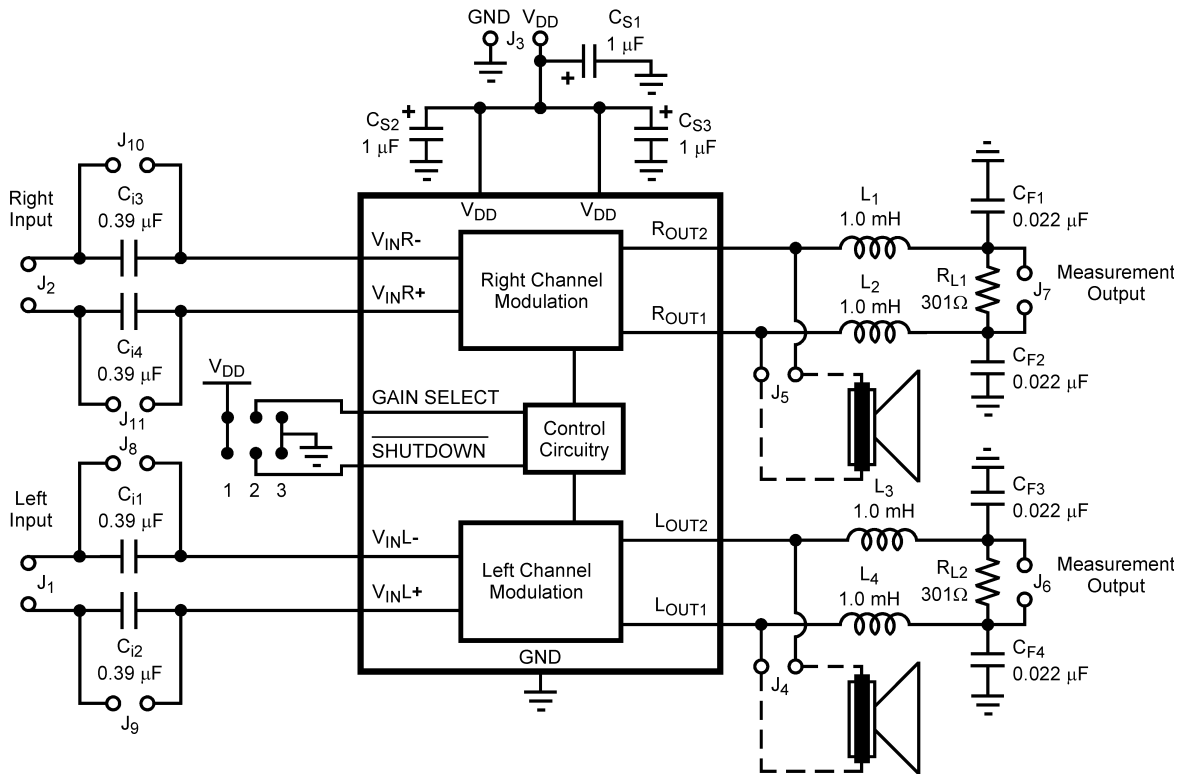 GND V_DD
J_3
C_S1
1 µF
+
+
C_S2
1 µF
+
C_S3
1 µF
V_DD V_DD
J_10
C_i3
0.39 µF
Right
Input
J_2
C_i4
0.39 µF
J_11
V_INR-
V_INR+
Right Channel
Modulation
R_OUT2
R_OUT1
L_1
1.0 mH
L_2
1.0 mH
C_F1
0.022 µF
R_L1
301Ω
J_7
Measurement
Output
C_F2
0.022 µF
J_5
V_DD
1 2 3
GAIN SELECT
SHUTDOWN
Control
Circuitry
J_8
C_i1
0.39 µF
Left
Input
J_1
C_i2
0.39 µF
J_9
V_INL-
V_INL+
Left Channel
Modulation
GND
L_OUT2
L_OUT1
L_3
1.0 mH
L_4
1.0 mH
C_F3
0.022 µF
R_L2
301Ω
J_6
Measurement
Output
C_F4
0.022 µF
J_4